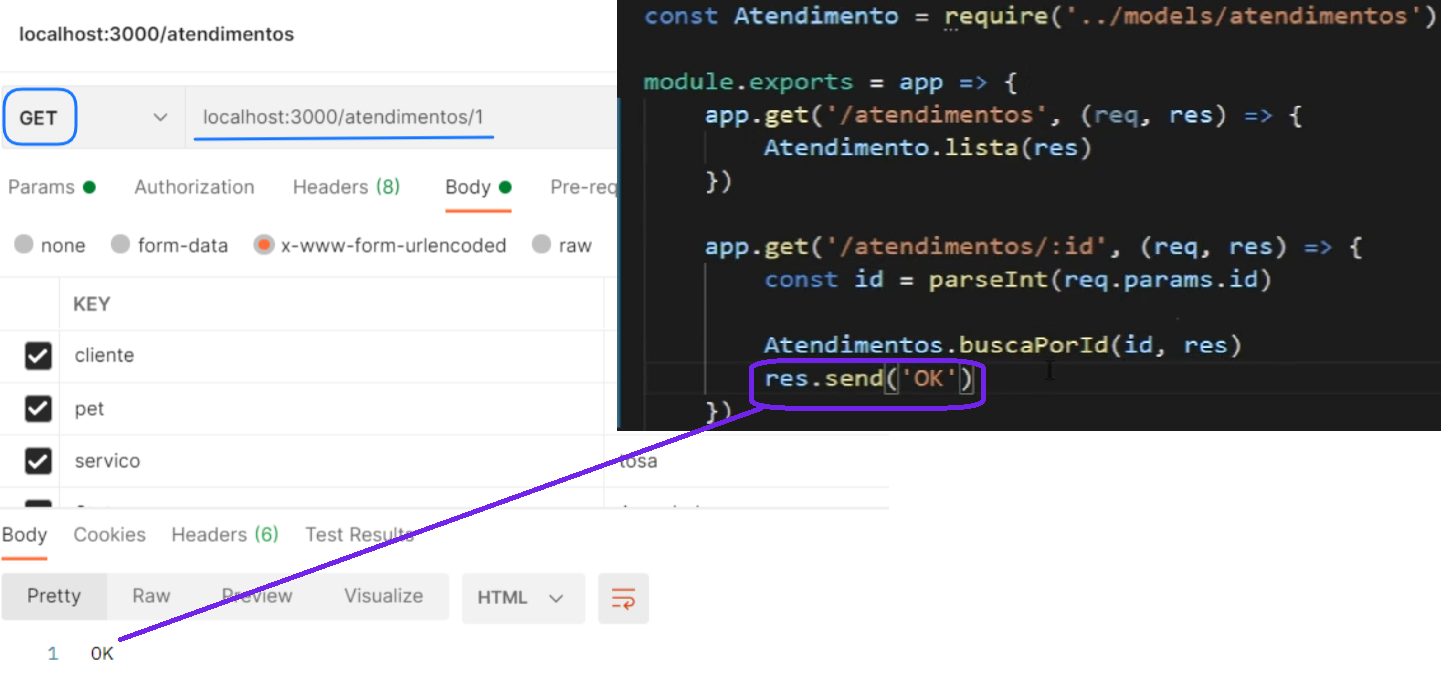 localhost:3000/atendimentos
GET localhost:3000/atendimentos/1
Params Authorization Headers (8) Body Pre-req
none form-data x-www-form-urlencoded raw
KEY
cliente
pet
servico tosa
Body Cookies Headers (6) Test Results
Pretty Raw Preview Visualize HTML
1 OK
const Atendimento = require('../models/atendimentos')
module.exports = app => {
app.get('/atendimentos', (req, res) => {
Atendimento.lista(res)
})
app.get('/atendimentos/:id', (req, res) => {
const id = parseInt(req.params.id)
Atendimentos.buscaPorId(id, res)
res.send('OK')
})